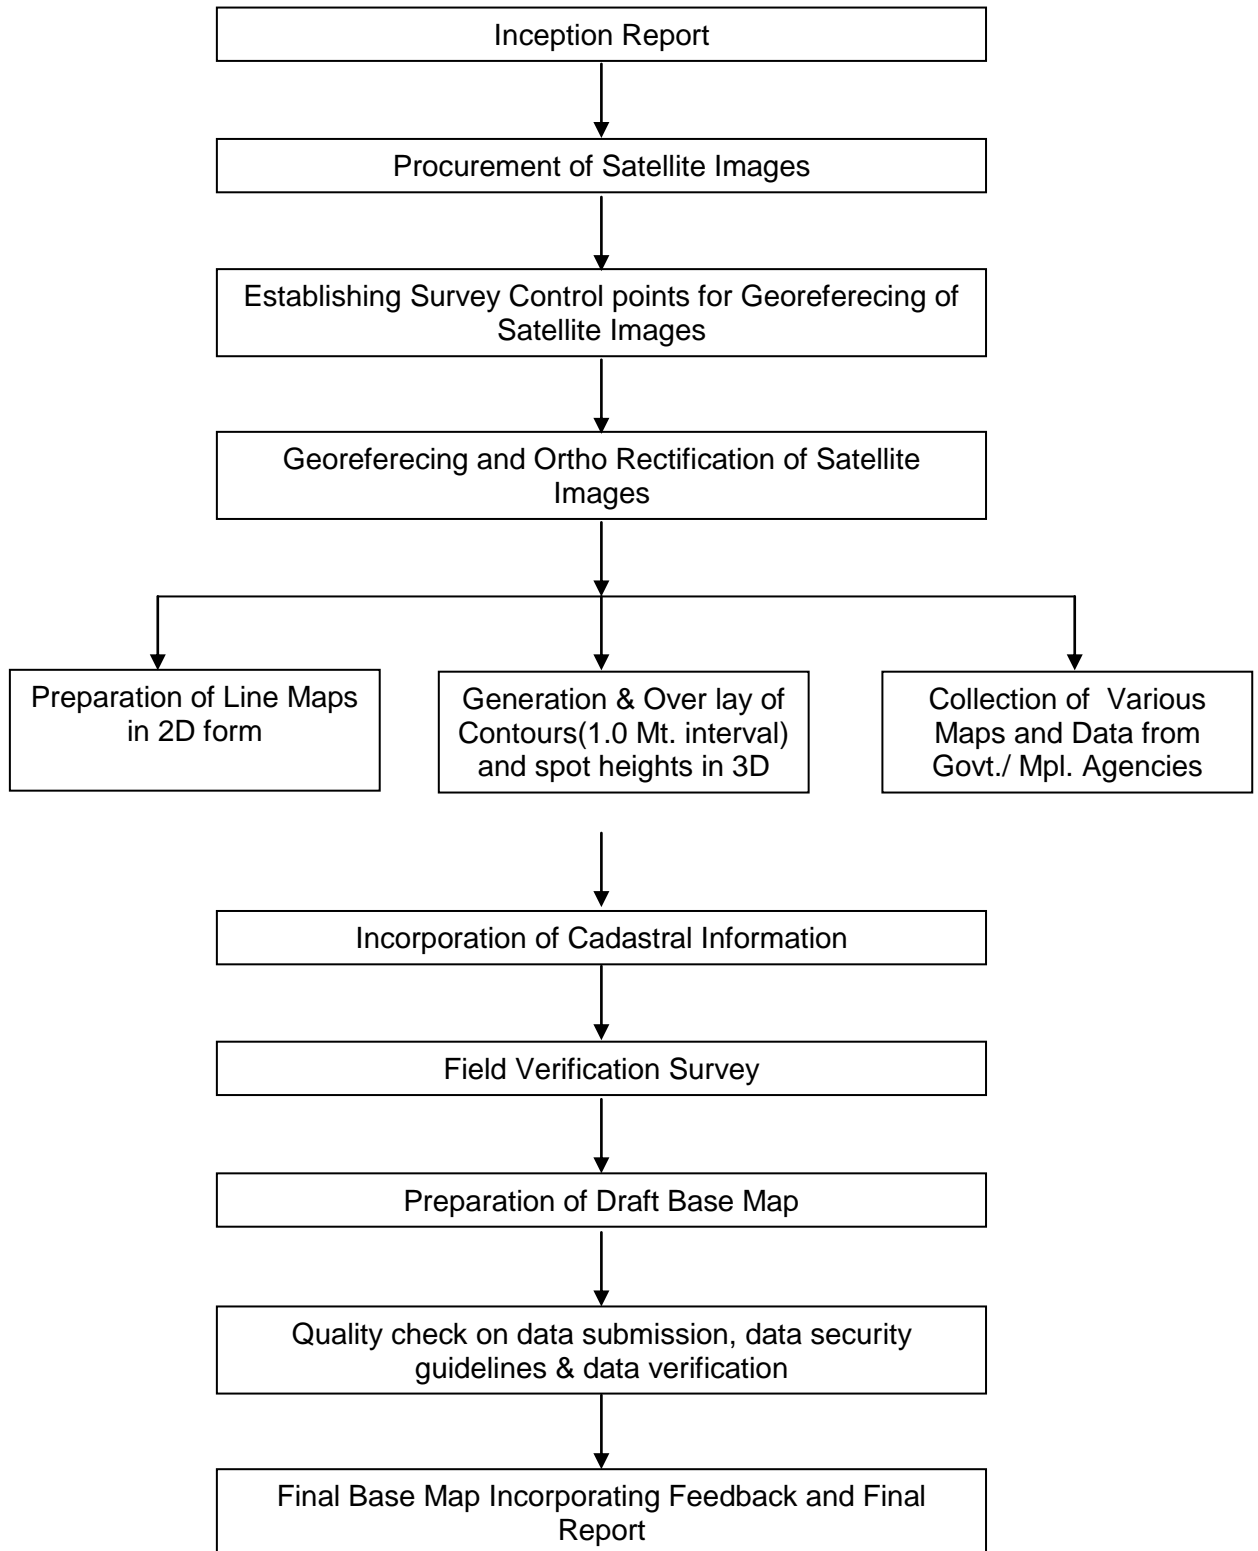 Inception Report
Procurement of Satellite Images
Establishing Survey Control points for Georeferecing of
Satellite Images
Georeferecing and Ortho Rectification of Satellite
Images
Preparation of Line Maps
in 2D form
Generation & Over lay of
Contours(1.0 Mt. interval)
and spot heights in 3D
Collection of Various
Maps and Data from
Govt./ Mpl. Agencies
Incorporation of Cadastral Information
Field Verification Survey
Preparation of Draft Base Map
Quality check on data submission, data security
guidelines & data verification
Final Base Map Incorporating Feedback and Final
Report